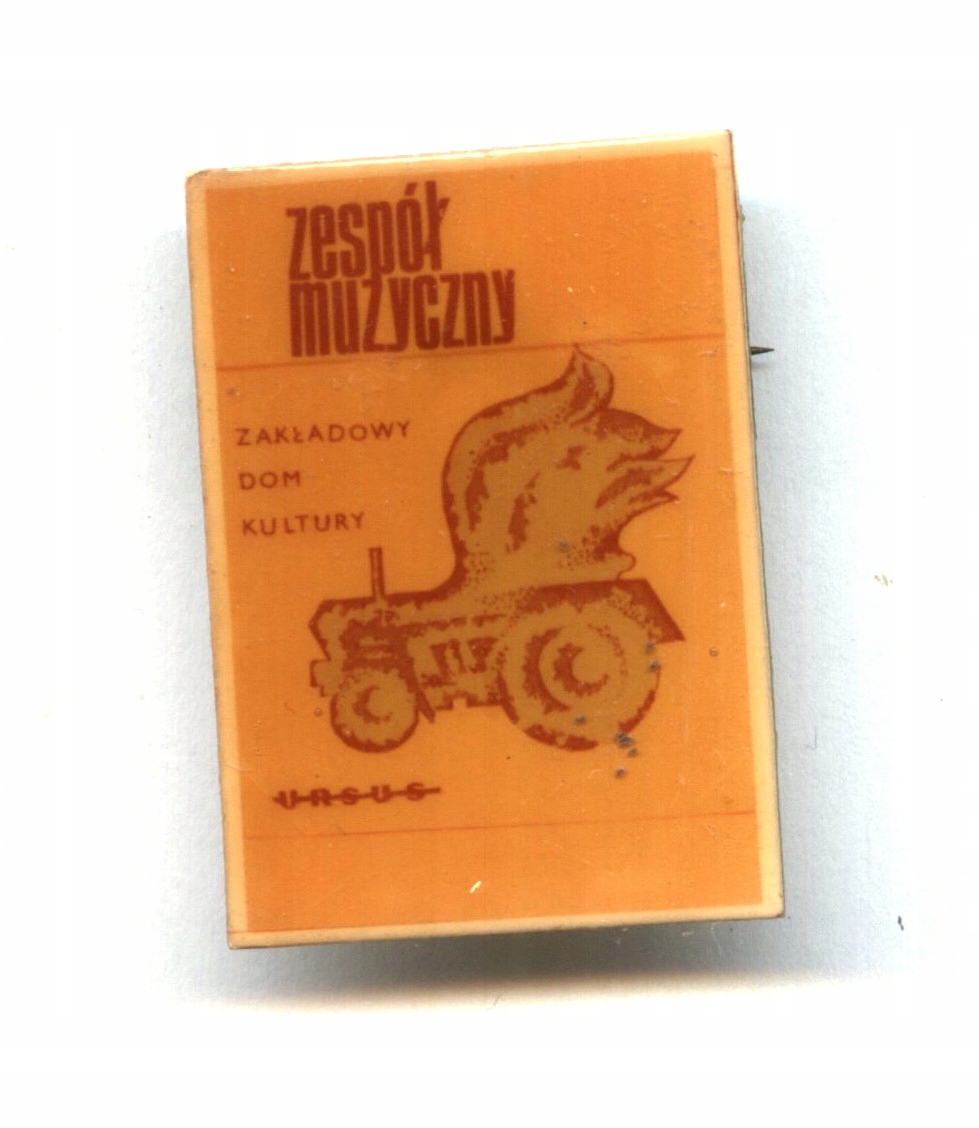 zespół
muzyczny
ZAKŁADOWY
DOM
KULTURY
URSUS